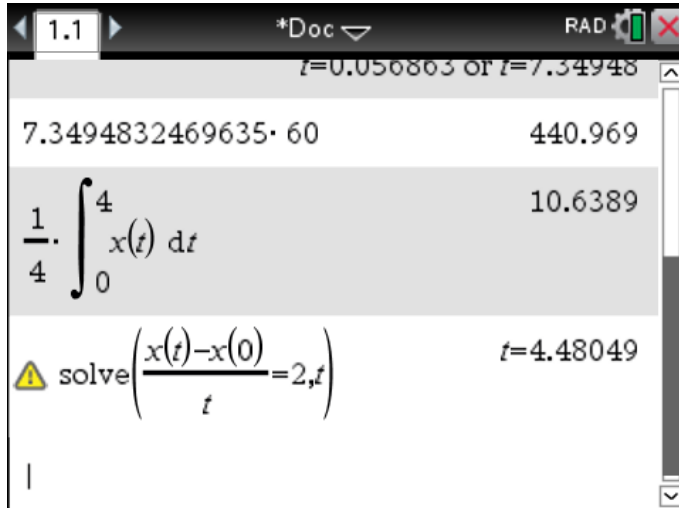 1.1 *Doc RAD
t=0.056863 or t=7.34948
7.3494832469635·60 440.969
1/4·∫₀⁴ x(t) dt 10.6389
solve((x(t)−x(0))/t=2,t) t=4.48049